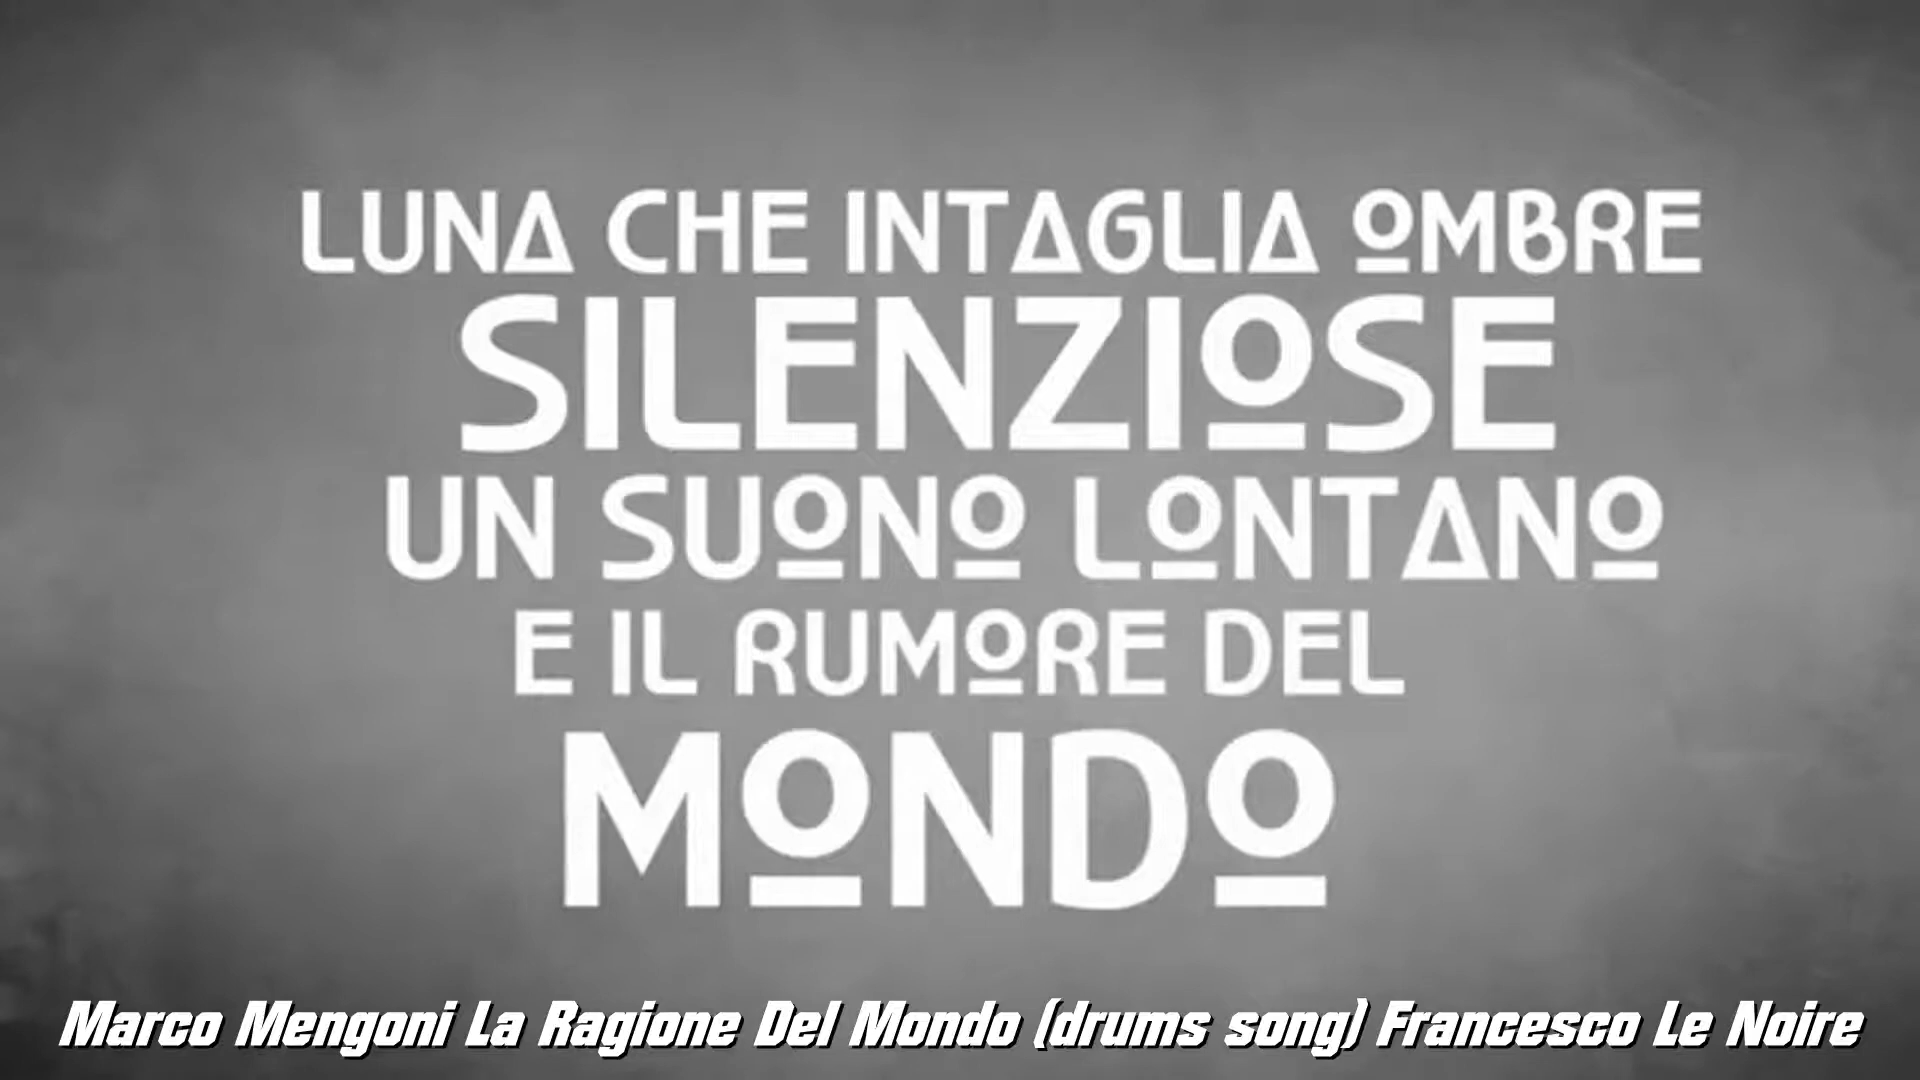 LUNA CHE INTAGLIA OMBRE
SILENZIOSE
UN SUONO LONTANO
E IL RUMORE DEL
MONDO
Marco Mengoni La Ragione Del Mondo (drums song) Francesco Le Noire